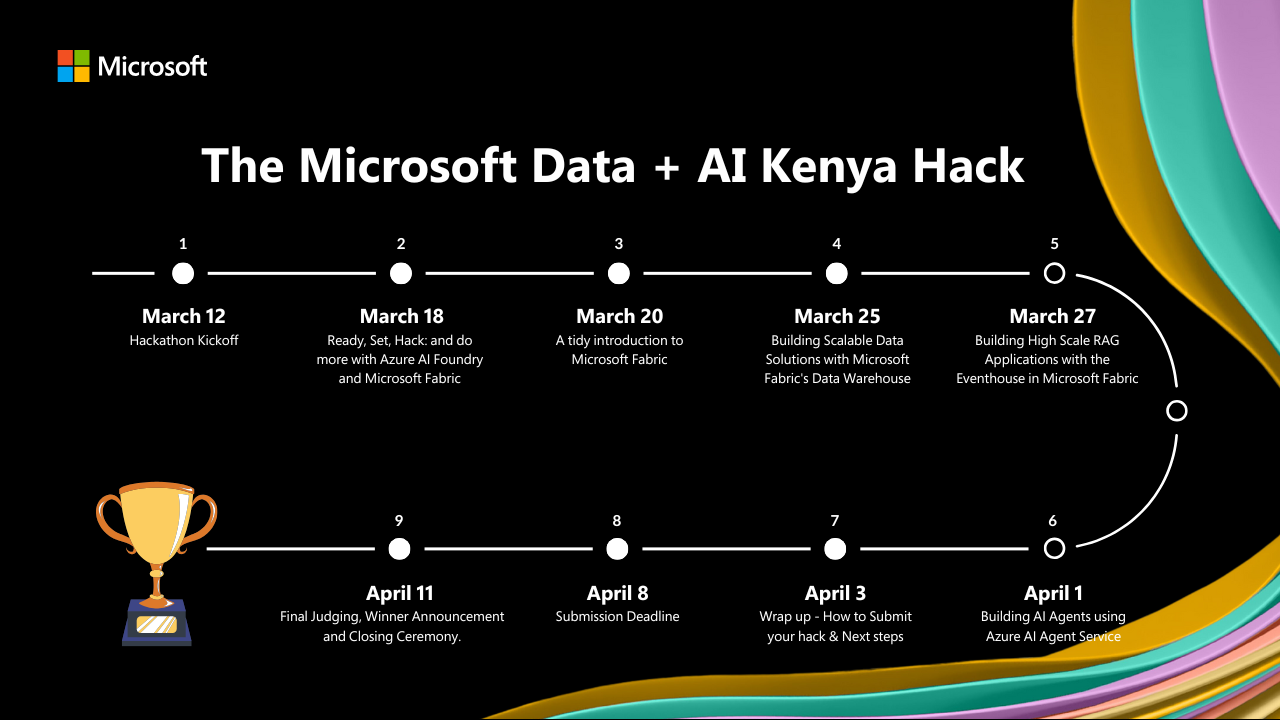 Microsoft
The Microsoft Data + AI Kenya Hack
1
March 12
Hackathon Kickoff
2
March 18
Ready, Set, Hack: and do
more with Azure AI Foundry
and Microsoft Fabric
3
March 20
A tidy introduction to
Microsoft Fabric
4
March 25
Building Scalable Data
Solutions with Microsoft
Fabric's Data Warehouse
5
March 27
Building High Scale RAG
Applications with the
Eventhouse in Microsoft Fabric
6
April 1
Building AI Agents using
Azure AI Agent Service
7
April 3
Wrap up - How to Submit
your hack & Next steps
8
April 8
Submission Deadline
9
April 11
Final Judging, Winner Announcement
and Closing Ceremony.